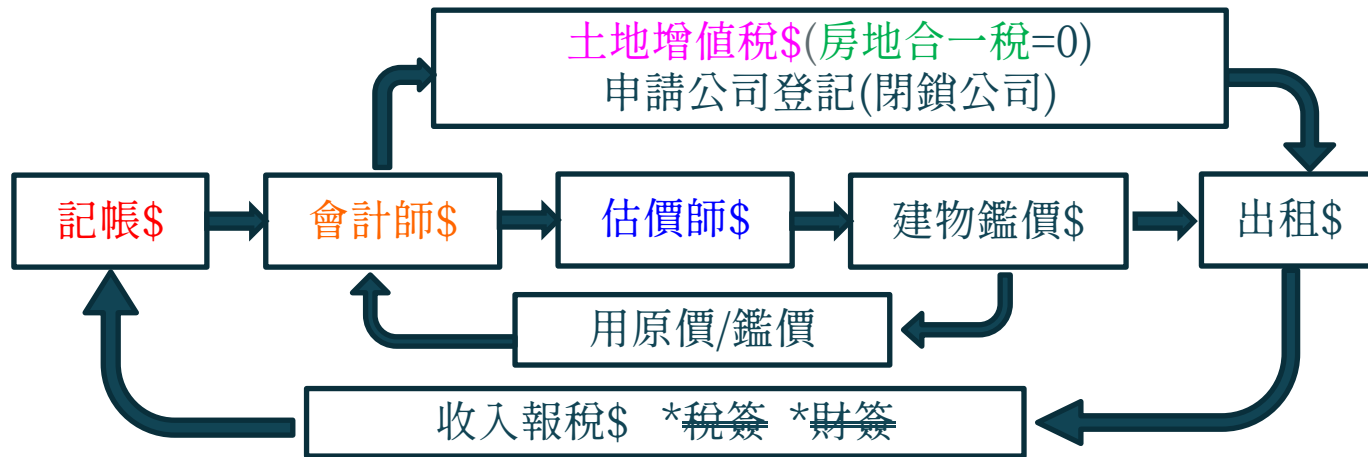 土地增值稅$(房地合一稅=0)
申請公司登記(閉鎖公司)
記帳$
會計師$
估價師$
建物鑑價$
出租$
用原價/鑑價
收入報稅$ *稅簽 *財簽